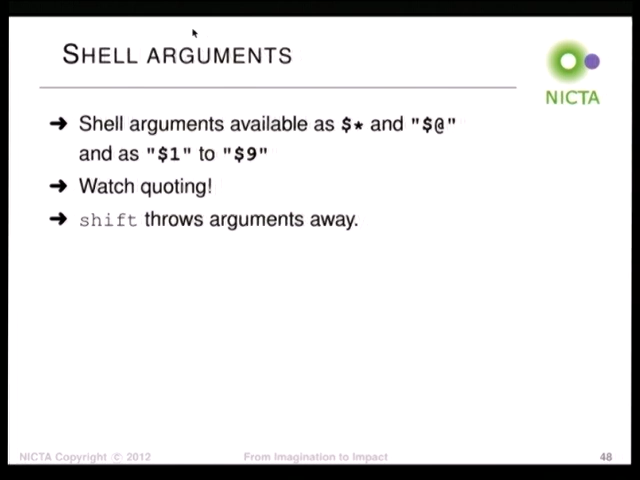 SHELL ARGUMENTS
NICTA
➔ Shell arguments available as $* and "$@"
and as "$1" to "$9"
➔ Watch quoting!
➔ shift throws arguments away.
NICTA Copyright © 2012 From Imagination to Impact 48